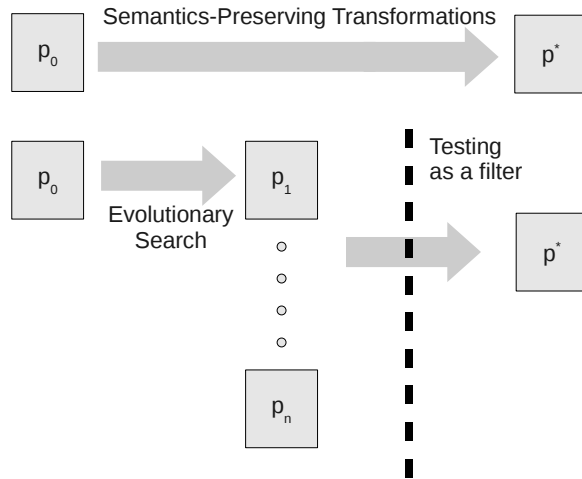 Semantics-Preserving Transformations
p0
p*
p0
p1
Testing
as a filter
Evolutionary
Search
p*
pn